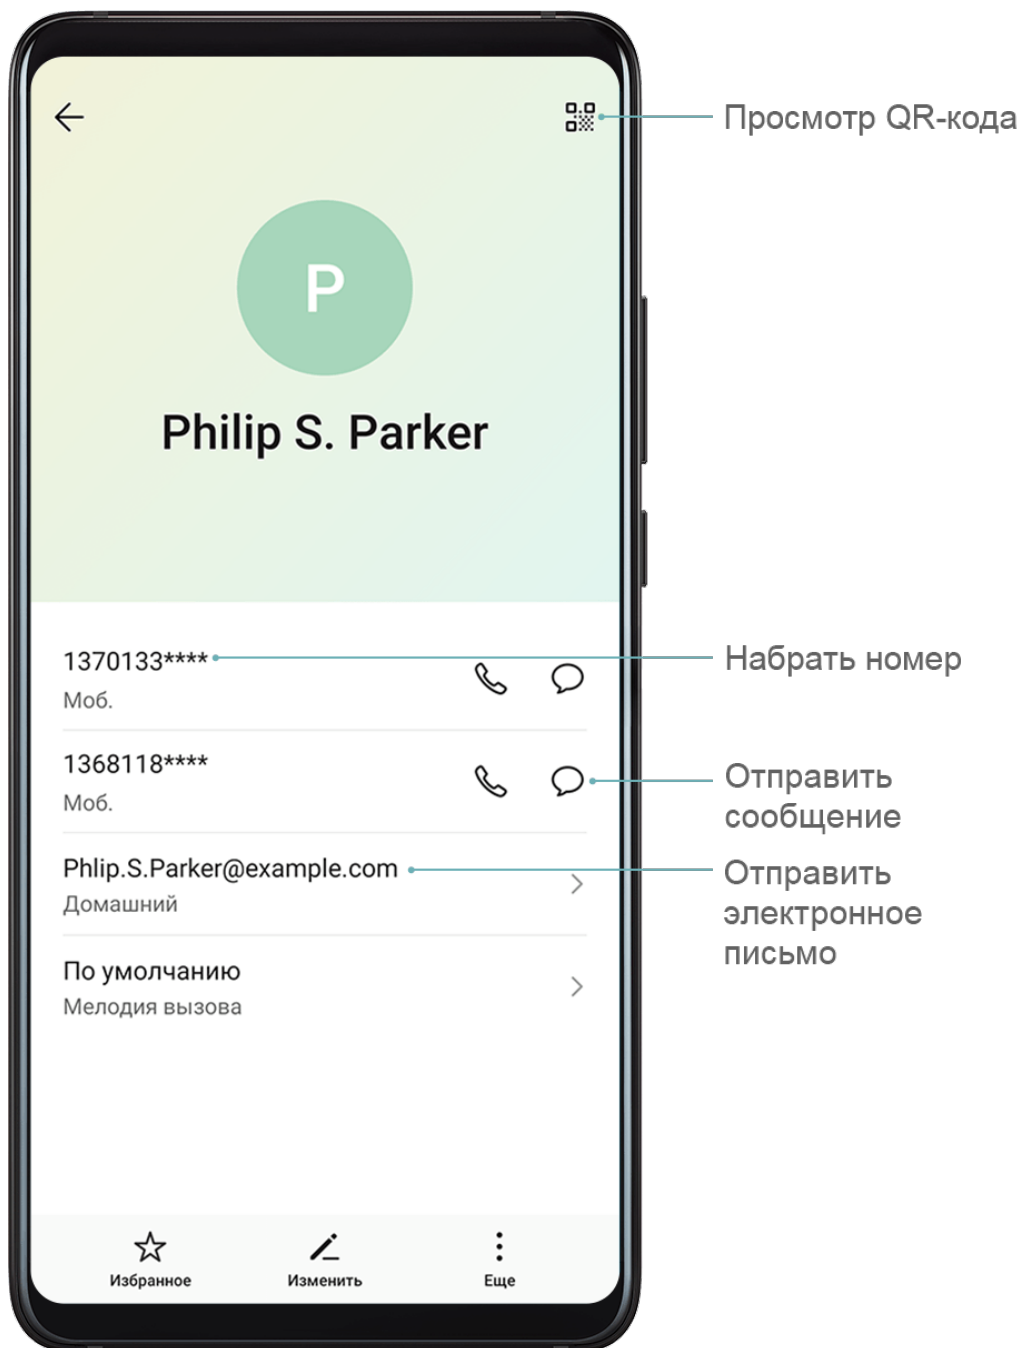 Просмотр QR-кода
P
Philip S. Parker
1370133****
Моб.
Набрать номер
1368118****
Моб.
Отправить
сообщение
Phlip.S.Parker@example.com
Домашний
Отправить
электронное
письмо
По умолчанию
Мелодия вызова
Избранное
Изменить
Еще